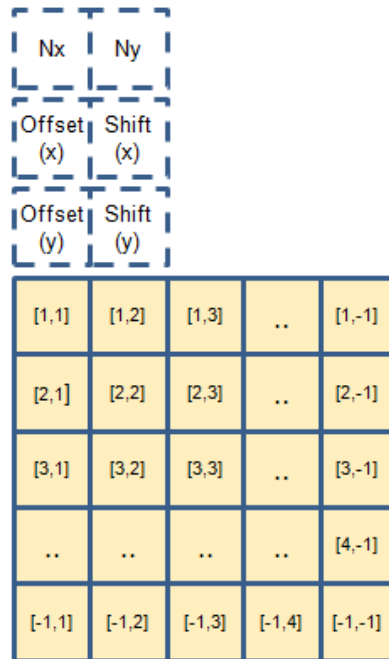 Nx Ny
Offset (x) Shift (x)
Offset (y) Shift (y)
[1,1] [1,2] [1,3] .. [1,-1]
[2,1] [2,2] [2,3] .. [2,-1]
[3,1] [3,2] [3,3] .. [3,-1]
.. .. .. .. [4,-1]
[-1,1] [-1,2] [-1,3] [-1,4] [-1,-1]